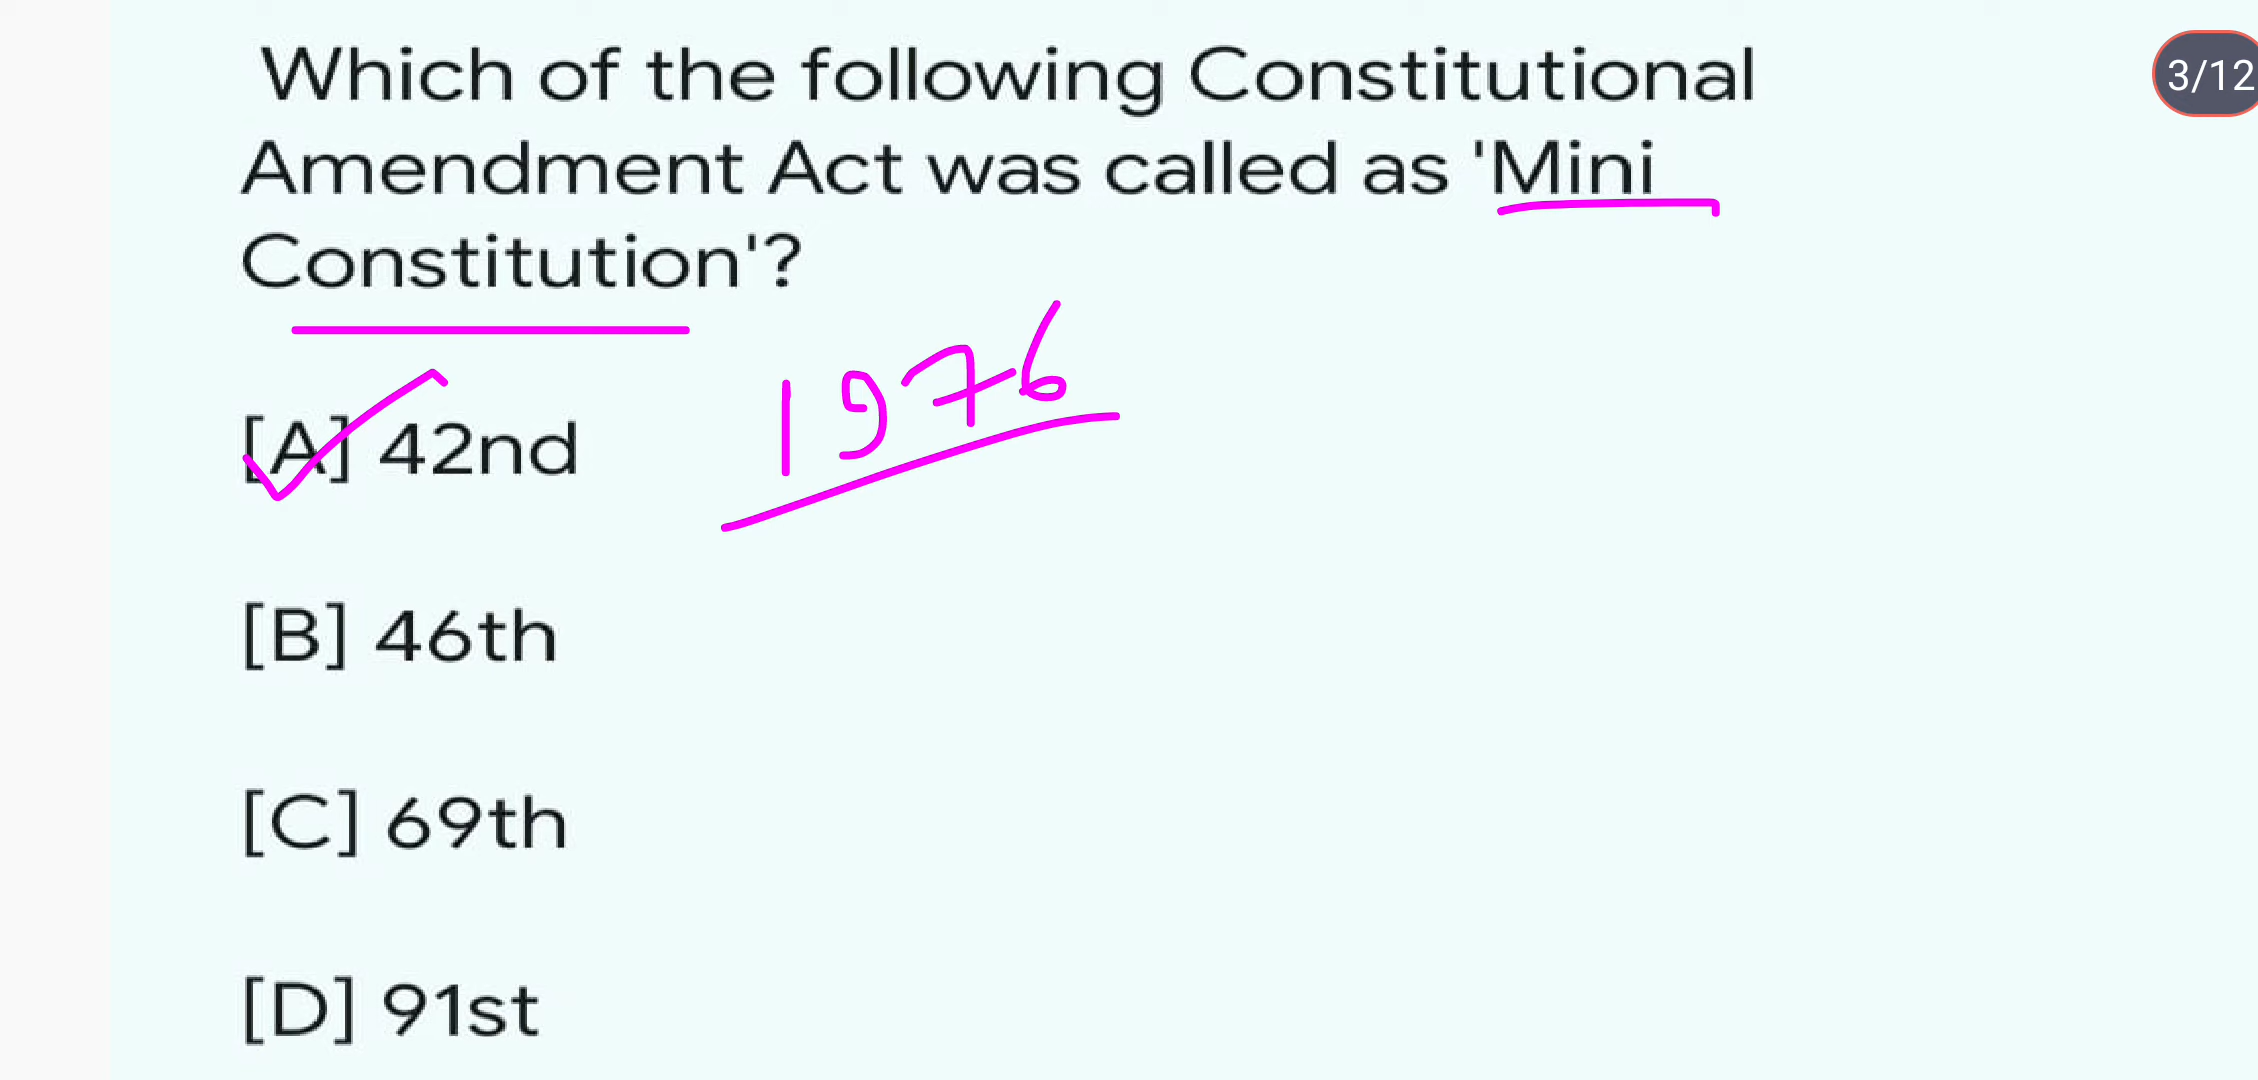 Which of the following Constitutional
3/12
Amendment Act was called as 'Mini
Constitution'?
1976
[A] 42nd
[B] 46th
[C] 69th
[D] 91st